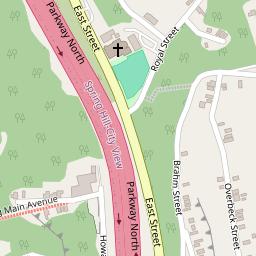 East Street
Parkway North
Royal Street
Spring Hill-City View
Brahm Street
Overbeck Street
Main Avenue
Parkway North
East Street
Howa